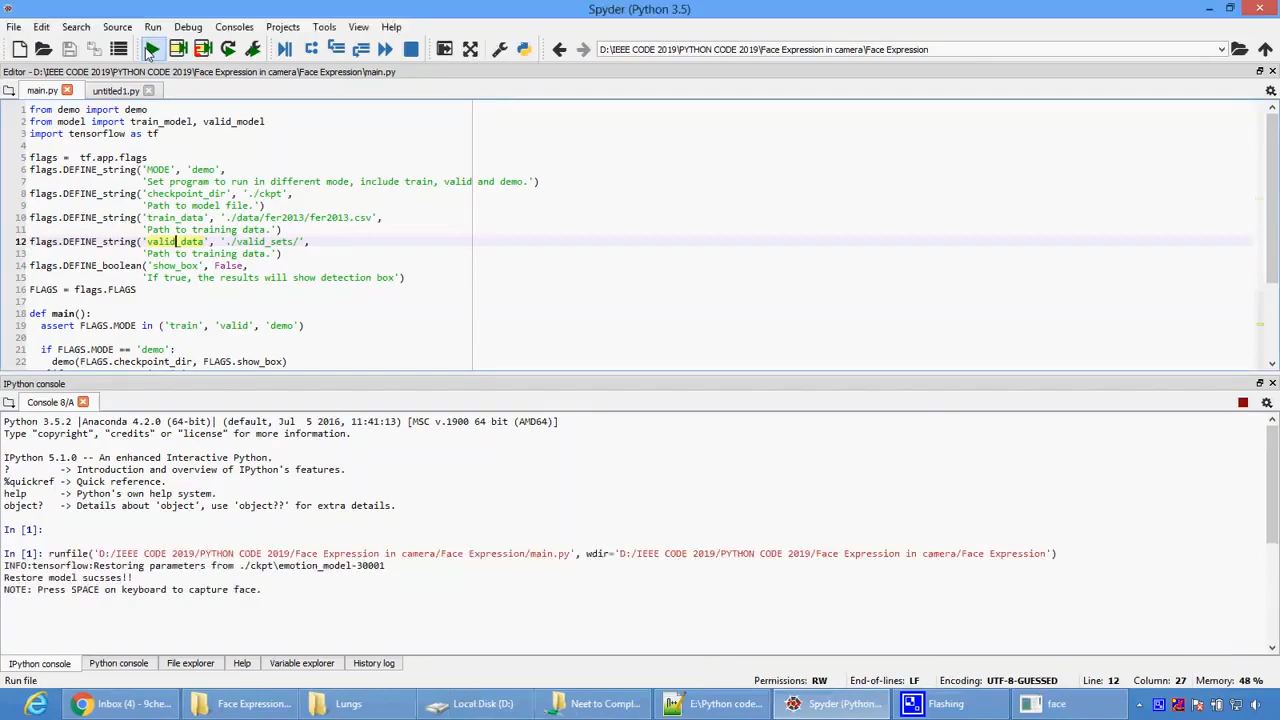 Spyder (Python 3.5)
File Edit Search Source Run Debug Consoles Projects Tools View Help
D:\IEEE CODE 2019\PYTHON CODE 2019\Face Expression in camera\Face Expression
Editor - D:\IEEE CODE 2019\PYTHON CODE 2019\Face Expression in camera\Face Expression\main.py
main.py untitled1.py
1 from demo import demo
2 from model import train_model, valid_model
3 import tensorflow as tf
4
5 flags = tf.app.flags
6 flags.DEFINE_string('MODE', 'demo',
7 'Set program to run in different mode, include train, valid and demo.')
8 flags.DEFINE_string('checkpoint_dir', './ckpt',
9 'Path to model file.')
10 flags.DEFINE_string('train_data', './data/fer2013/fer2013.csv',
11 'Path to training data.')
12 flags.DEFINE_string('valid_data', './valid_sets/',
13 'Path to training data.')
14 flags.DEFINE_boolean('show_box', False,
15 'If true, the results will show detection box')
16 FLAGS = flags.FLAGS
17
18 def main():
19 assert FLAGS.MODE in ('train', 'valid', 'demo')
20
21 if FLAGS.MODE == 'demo':
22 demo(FLAGS.checkpoint_dir, FLAGS.show_box)
IPython console
Console 8/A
Python 3.5.2 |Anaconda 4.2.0 (64-bit)| (default, Jul 5 2016, 11:41:13) [MSC v.1900 64 bit (AMD64)]
Type "copyright", "credits" or "license" for more information.
IPython 5.1.0 -- An enhanced Interactive Python.
? -> Introduction and overview of IPython's features.
%quickref -> Quick reference.
help -> Python's own help system.
object? -> Details about 'object', use 'object??' for extra details.
In [1]:
In [1]: runfile('D:/IEEE CODE 2019/PYTHON CODE 2019/Face Expression in camera/Face Expression/main.py', wdir='D:/IEEE CODE 2019/PYTHON CODE 2019/Face Expression in camera/Face Expression')
INFO:tensorflow:Restoring parameters from ./ckpt\emotion_model-30001
Restore model sucsses!!
NOTE: Press SPACE on keyboard to capture face.
IPython console Python console File explorer Help Variable explorer History log
Run file Permissions: RW End-of-lines: LF Encoding: UTF-8-GUESSED Line: 12 Column: 27 Memory: 48 %
Inbox (4) - 9che... Face Expression... Lungs Local Disk (D:) Neet to Compl... E:\Python code... Spyder (Python... Flashing face